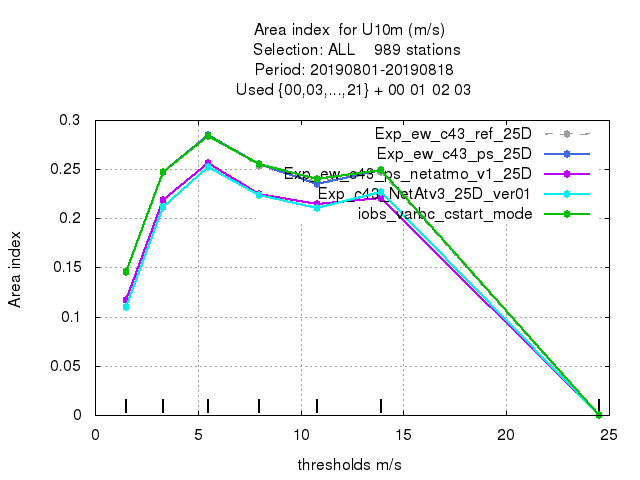 Area index  for U10m (m/s)
Selection: ALL    989 stations
Period: 20190801-20190818
Used {00,03,...,21} + 00 01 02 03
Exp_ew_c43_ref_25D
Exp_ew_c43_ps_25D
Exp_ew_c43_ps_netatmo_v1_25D
Exp_c43_NetAtv3_25D_ver01
iobs_varbc_cstart_mode
Area index
0.3
0.25
0.2
0.15
0.1
0.05
0
0 5 10 15 20 25
thresholds m/s